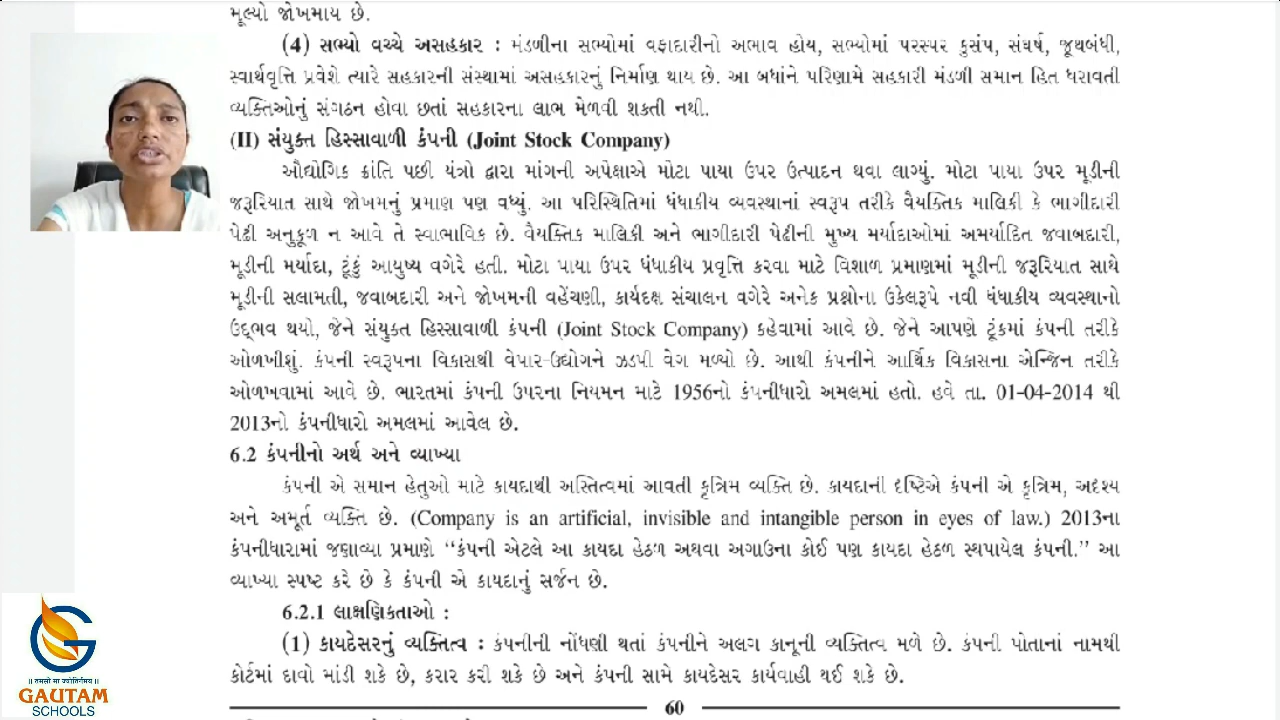 મૂલ્યો જોખમાય છે.
(4) સભ્યો વચ્ચે અસહકાર : મંડળીના સભ્યોમાં વફાદારીનો અભાવ હોય, સભ્યોમાં પરસ્પર કુસંપ, સંઘર્ષ, જૂથબંધી,
સ્વાર્થવૃત્તિ પ્રવેશે ત્યારે સહકારની સંસ્થામાં અસહકારનું નિર્માણ થાય છે. આ બધાંને પરિણામે સહકારી મંડળી સમાન હિત ધરાવતી
વ્યક્તિઓનું સંગઠન હોવા છતાં સહકારના લાભ મેળવી શકતી નથી.
(II) સંયુક્ત હિસ્સાવાળી કંપની (Joint Stock Company)
ઔદ્યોગિક ક્રાંતિ પછી યંત્રો દ્વારા માંગની અપેક્ષાએ મોટા પાયા ઉપર ઉત્પાદન થવા લાગ્યું. મોટા પાયા ઉપર મૂડીની
જરૂરિયાત સાથે જોખમનું પ્રમાણ પણ વધ્યું. આ પરિસ્થિતિમાં ધંધાકીય વ્યવસ્થાનાં સ્વરૂપ તરીકે વૈયક્તિક માલિકી કે ભાગીદારી
પેઢી અનુકૂળ ન આવે તે સ્વાભાવિક છે. વૈયક્તિક માલિકી અને ભાગીદારી પેઢીની મુખ્ય મર્યાદાઓમાં અમર્યાદિત જવાબદારી,
મૂડીની મર્યાદા, ટૂંકું આયુષ્ય વગેરે હતી. મોટા પાયા ઉપર ધંધાકીય પ્રવૃત્તિ કરવા માટે વિશાળ પ્રમાણમાં મૂડીની જરૂરિયાત સાથે
મૂડીની સલામતી, જવાબદારી અને જોખમની વહેંચણી, કાર્યદક્ષ સંચાલન વગેરે અનેક પ્રશ્નોના ઉકેલરૂપે નવી ધંધાકીય વ્યવસ્થાનો
ઉદ્ભવ થયો, જેને સંયુક્ત હિસ્સાવાળી કંપની (Joint Stock Company) કહેવામાં આવે છે. જેને આપણે ટૂંકમાં કંપની તરીકે
ઓળખીશું. કંપની સ્વરૂપના વિકાસથી વેપાર-ઉદ્યોગને ઝડપી વેગ મળ્યો છે. આથી કંપનીને આર્થિક વિકાસના એન્જિન તરીકે
ઓળખવામાં આવે છે. ભારતમાં કંપની ઉપરના નિયમન માટે 1956નો કંપનીધારો અમલમાં હતો. હવે તા. 01-04-2014 થી
2013નો કંપનીધારો અમલમાં આવેલ છે.
6.2 કંપનીનો અર્થ અને વ્યાખ્યા
કંપની એ સમાન હેતુઓ માટે કાયદાથી અસ્તિત્વમાં આવતી કૃત્રિમ વ્યક્તિ છે. કાયદાની દૃષ્ટિએ કંપની એ કૃત્રિમ, અદૃશ્ય
અને અમૂર્ત વ્યક્તિ છે. (Company is an artificial, invisible and intangible person in eyes of law.) 2013ના
કંપનીધારામાં જણાવ્યા પ્રમાણે “કંપની એટલે આ કાયદા હેઠળ અથવા અગાઉના કોઈ પણ કાયદા હેઠળ સ્થપાયેલ કંપની.” આ
વ્યાખ્યા સ્પષ્ટ કરે છે કે કંપની એ કાયદાનું સર્જન છે.
6.2.1 લાક્ષણિકતાઓ :
(1) કાયદેસરનું વ્યક્તિત્વ : કંપનીની નોંધણી થતાં કંપનીને અલગ કાનૂની વ્યક્તિત્વ મળે છે. કંપની પોતાનાં નામથી
કોર્ટમાં દાવો માંડી શકે છે, કરાર કરી શકે છે અને કંપની સામે કાયદેસર કાર્યવાહી થઈ શકે છે.
60
॥ તમસો મા જ્યોતિર્ગમય ॥
GAUTAM
SCHOOLS